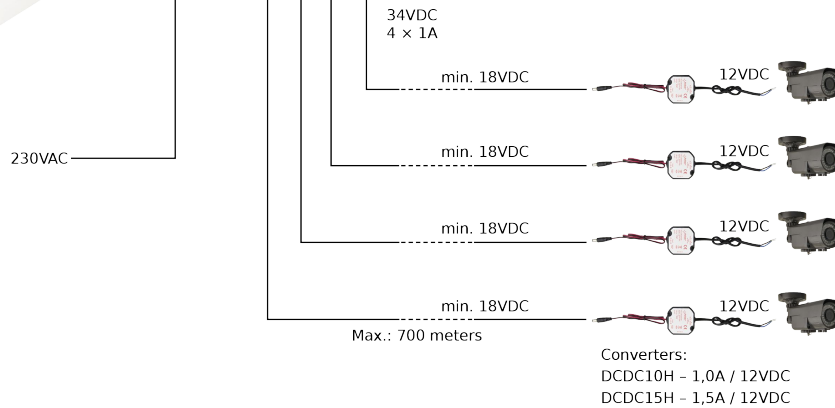 34VDC
4 × 1A
min. 18VDC
12VDC
230VAC
min. 18VDC
12VDC
min. 18VDC
12VDC
min. 18VDC
12VDC
Max.: 700 meters
Converters:
DCDC10H – 1,0A / 12VDC
DCDC15H – 1,5A / 12VDC